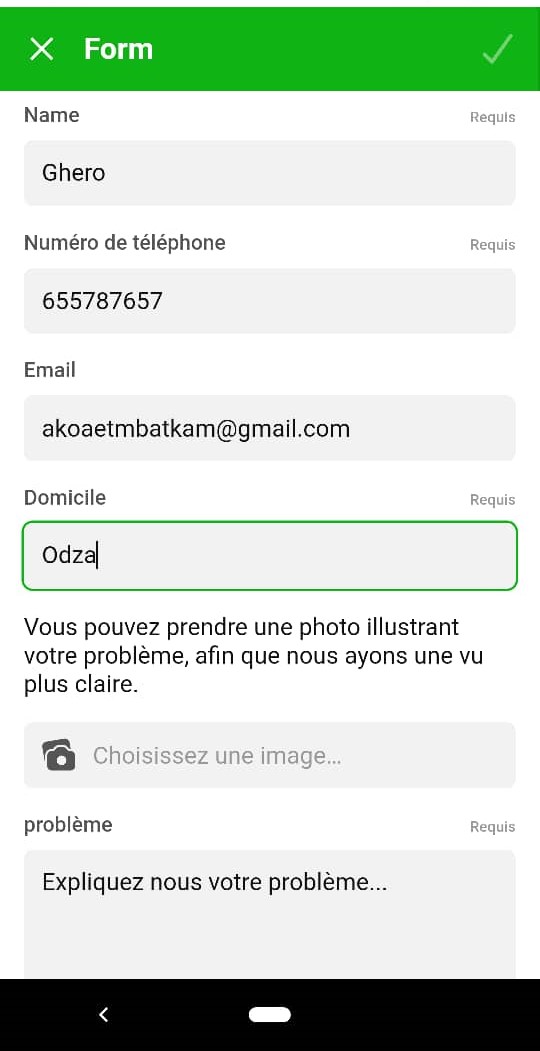 Form
Name Requis
Ghero
Numéro de téléphone Requis
655787657
Email
akoaetmbatkam@gmail.com
Domicile Requis
Odza
Vous pouvez prendre une photo illustrant
votre problème, afin que nous ayons une vu
plus claire.
Choisissez une image...
problème Requis
Expliquez nous votre problème...